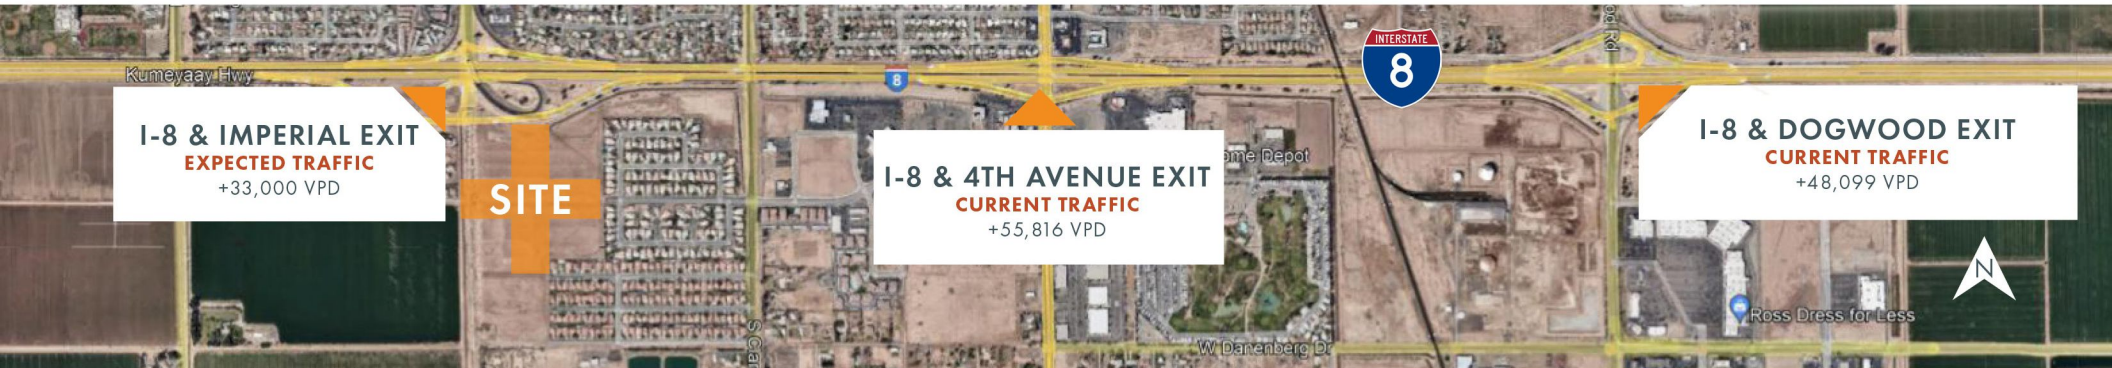 INTERSTATE
8
Kumeyaay Hwy
8
I-8 & IMPERIAL EXIT
EXPECTED TRAFFIC
+33,000 VPD
SITE
I-8 & 4TH AVENUE EXIT
CURRENT TRAFFIC
+55,816 VPD
ome Depot
I-8 & DOGWOOD EXIT
CURRENT TRAFFIC
+48,099 VPD
N
Ross Dress for Less
W Danenberg Dr